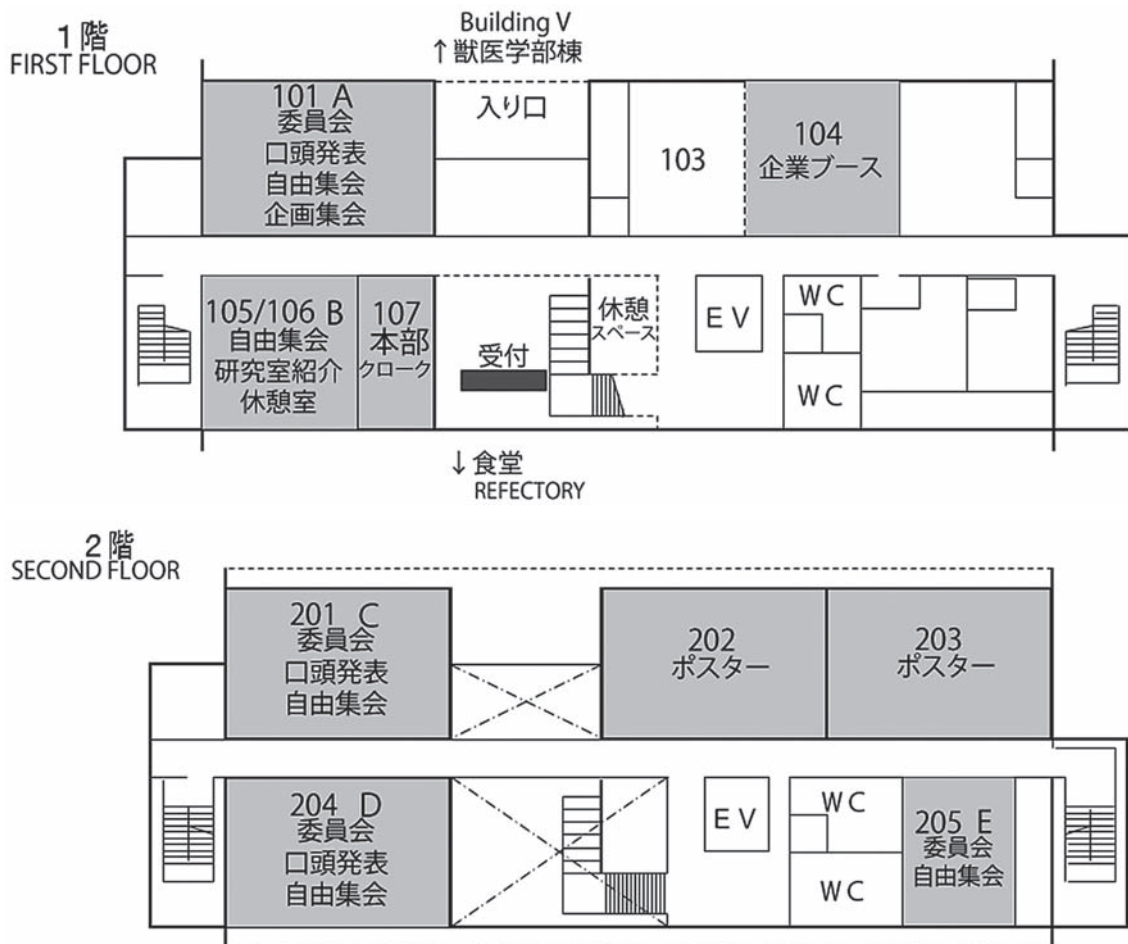 1 階
FIRST FLOOR
Building V
↑獣医学部棟
101 A
委員会
口頭発表
自由集会
企画集会
入り口
103
104
企業ブース
105/106 B
自由集会
研究室紹介
休憩室
107
本部
クローク
受付
休憩
スペース
E V
W C
W C
↓食堂
REFECTORY
2 階
SECOND FLOOR
201 C
委員会
口頭発表
自由集会
202
ポスター
203
ポスター
204 D
委員会
口頭発表
自由集会
E V
W C
W C
205 E
委員会
自由集会